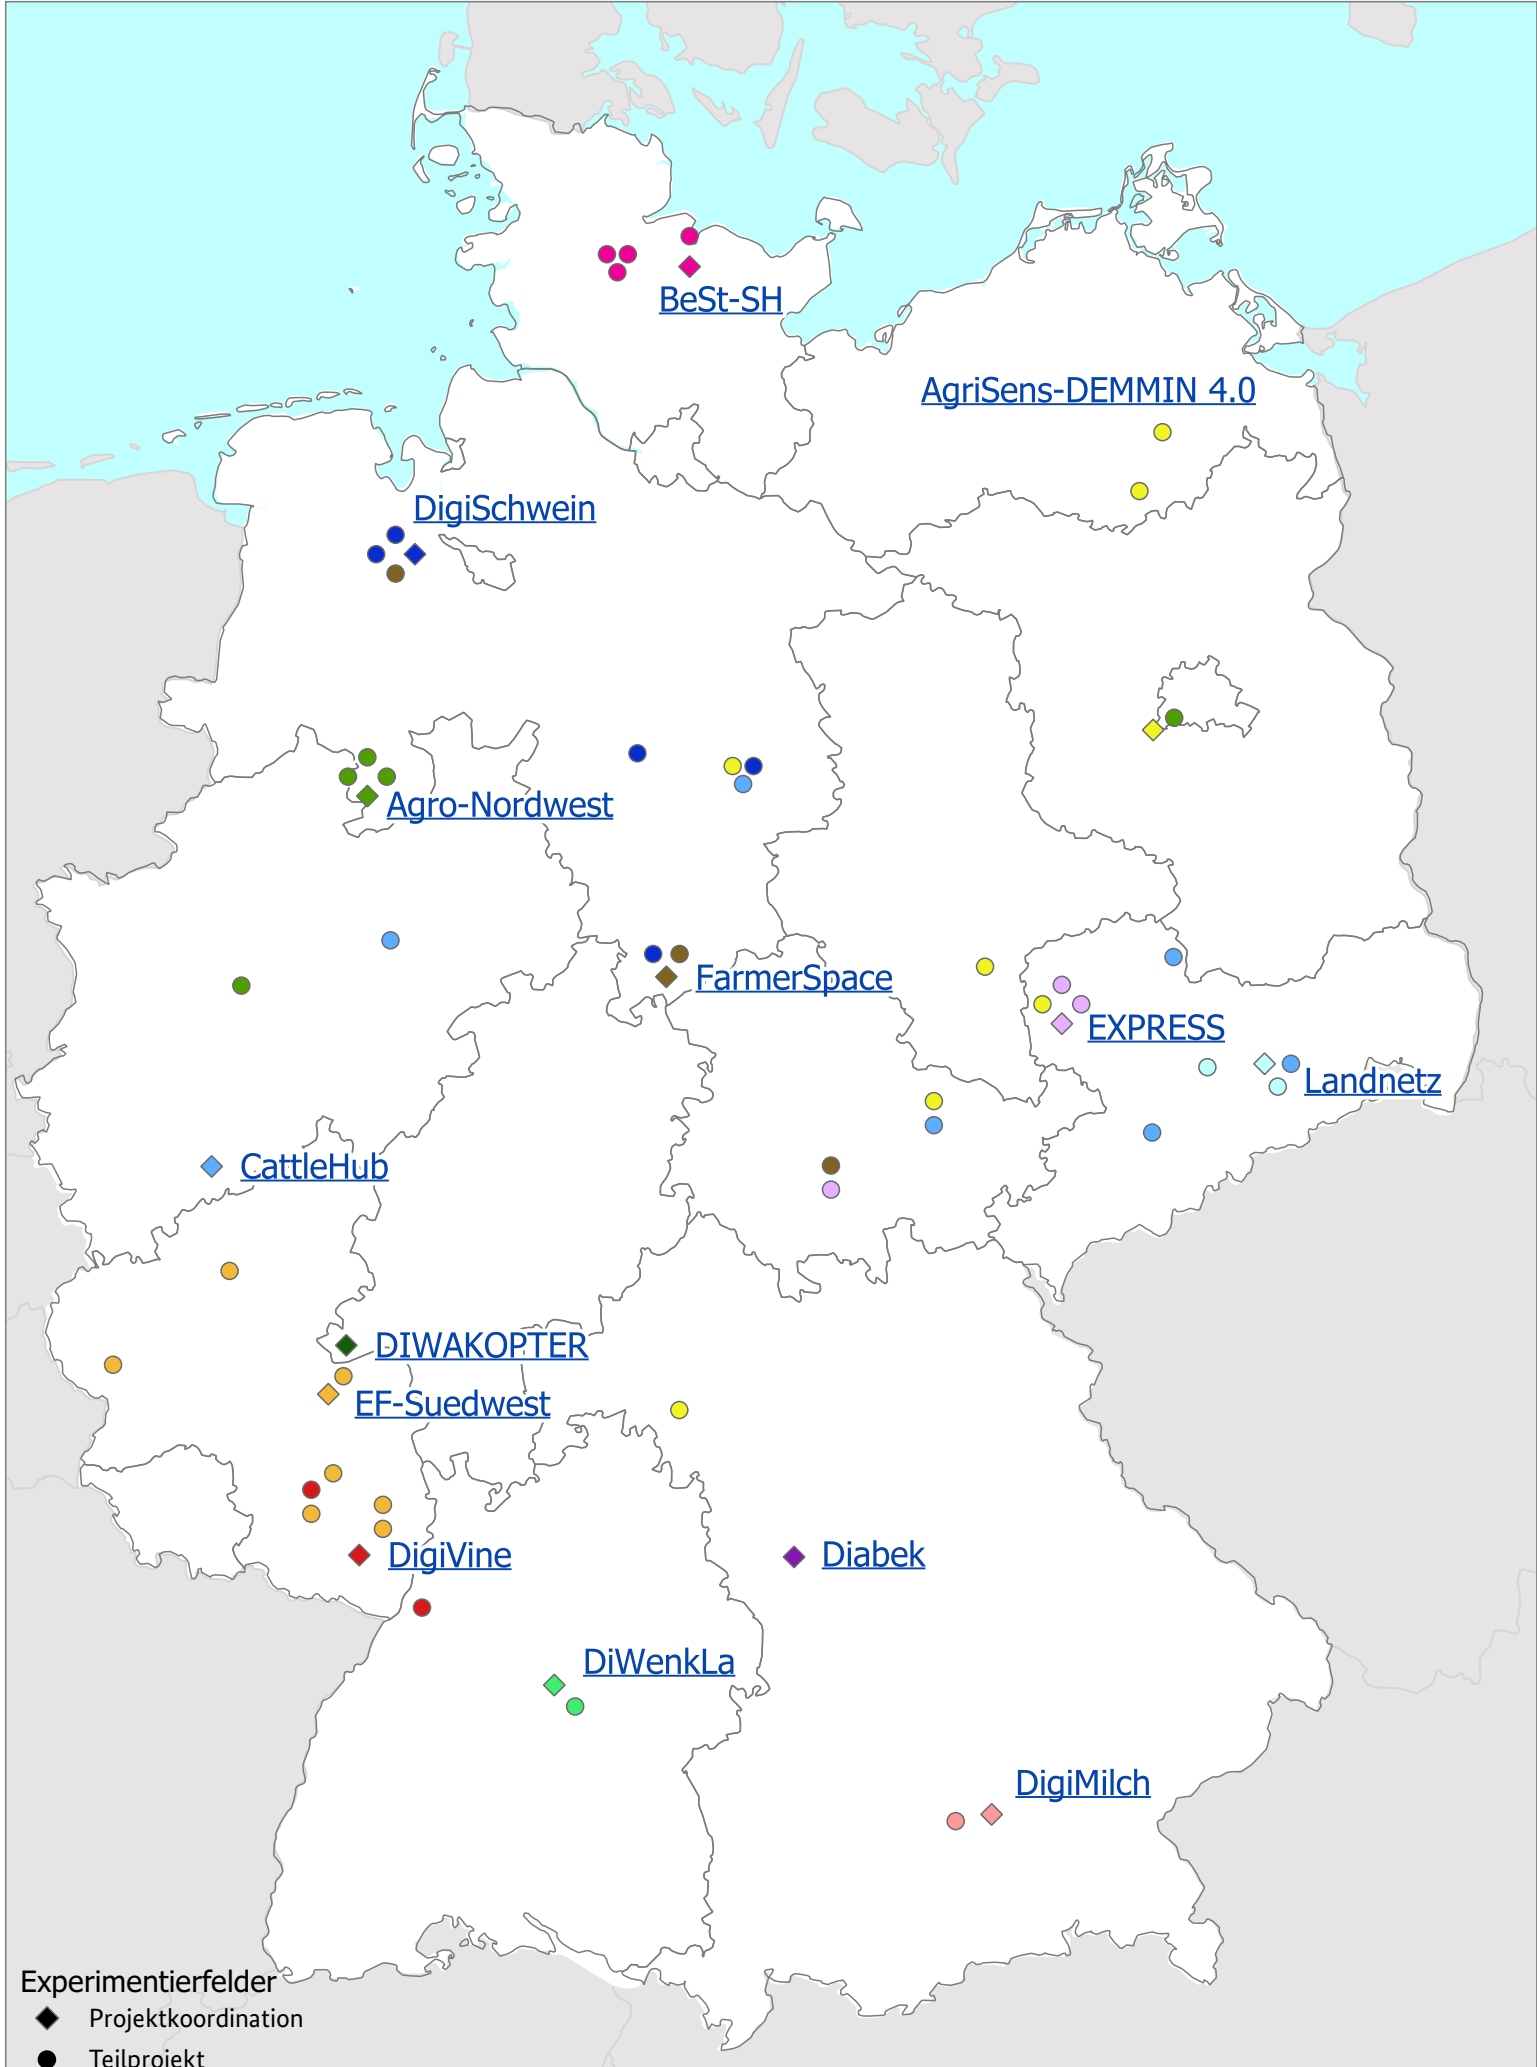 BeSt-SH
AgriSens-DEMMIN 4.0
DigiSchwein
Agro-Nordwest
FarmerSpace
EXPRESS
Landnetz
CattleHub
DIWAKOPTER
EF-Suedwest
DigiVine
Diabek
DiWenkLa
DigiMilch
Experimentierfelder
Projektkoordination
Teilprojekt